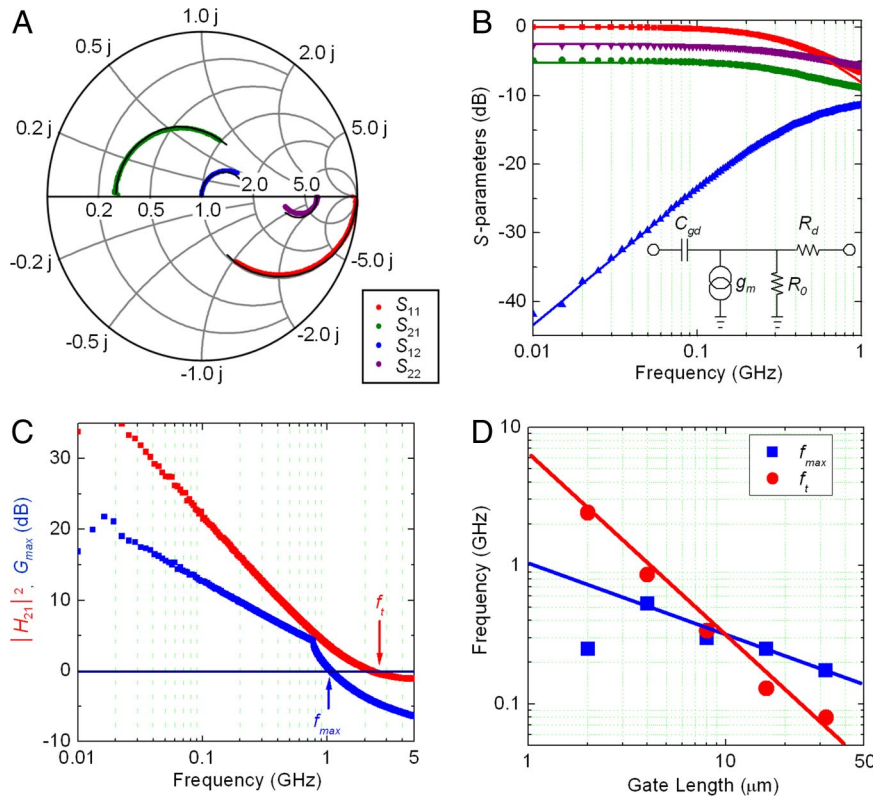 A
1.0 j
0.5 j
2.0 j
0.2 j
5.0 j
0.2 0.5 1.0 2.0 5.0
-0.2 j
-5.0 j
-0.5 j
-2.0 j
-1.0 j
S11
S21
S12
S22
B
0
-10
-20
-30
-40
S-parameters (dB)
Cgd
Rd
gm
R0
0.01 0.1 1
Frequency (GHz)
C
30
20
10
0
-10
|H21|², Gmax (dB)
ft
fmax
0.01 0.1 1 5
Frequency (GHz)
D
10
1
0.1
Frequency (GHz)
fmax
ft
1 10 50
Gate Length (μm)